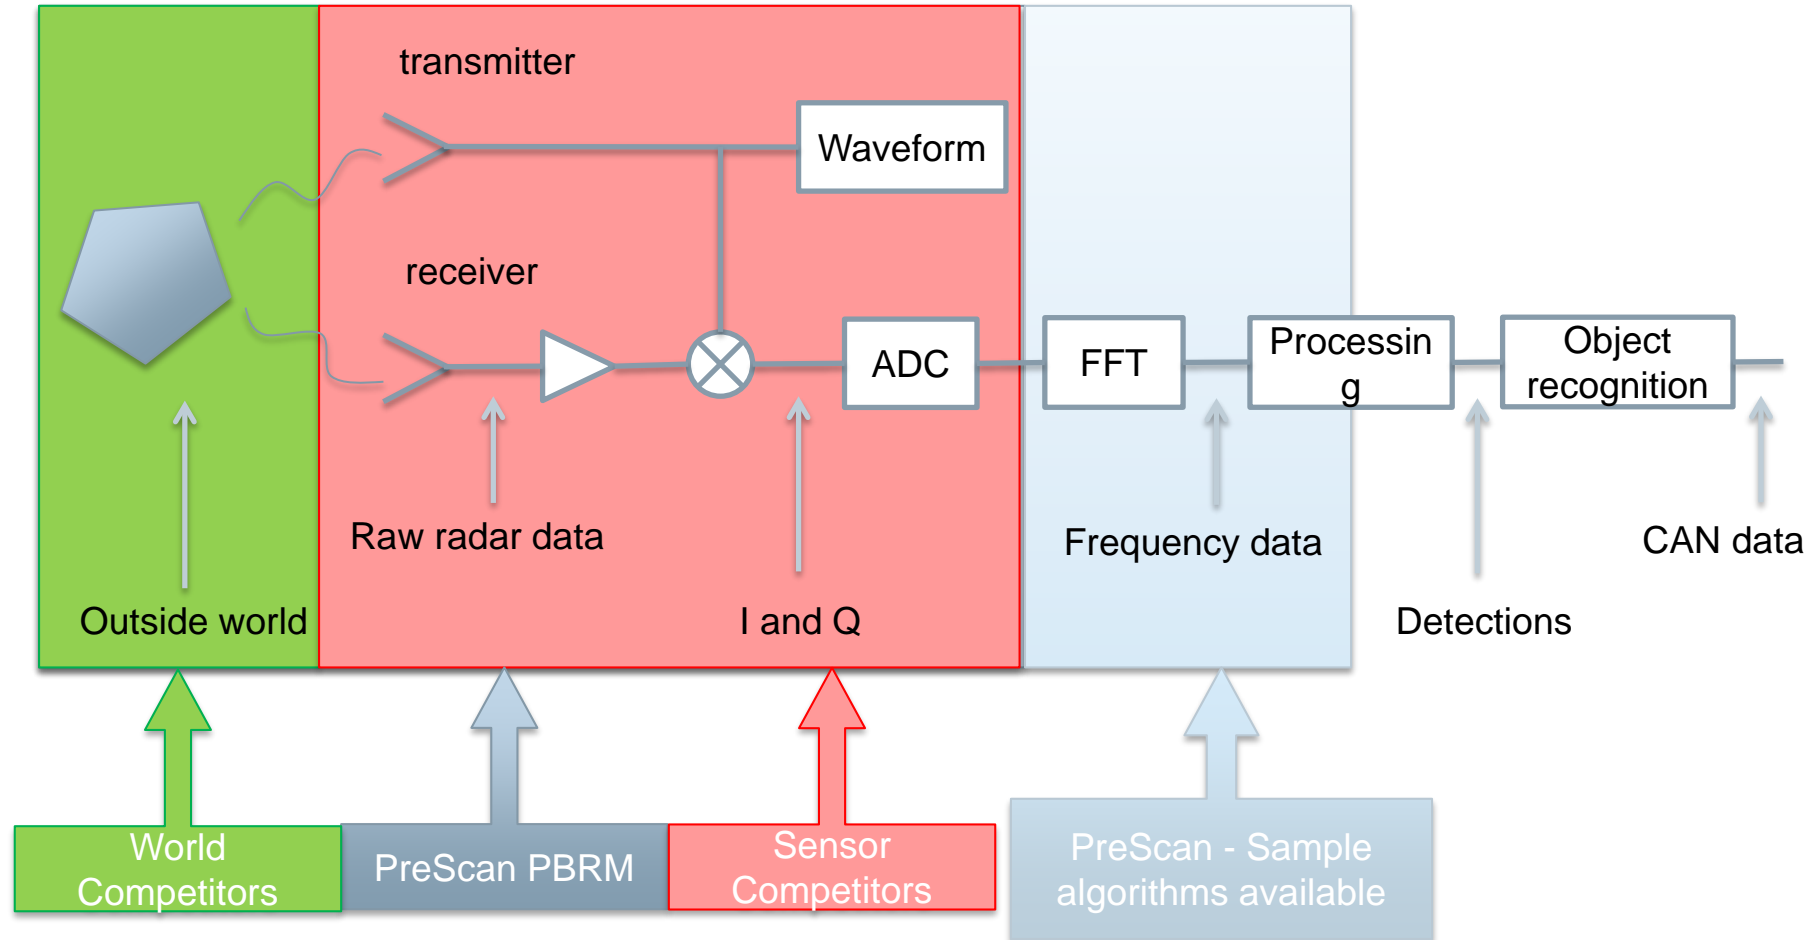 transmitter
Waveform
receiver
ADC
FFT
Processin
g
Object
recognition
Raw radar data
Frequency data
CAN data
Outside world
I and Q
Detections
World
Competitors
PreScan PBRM
Sensor
Competitors
PreScan - Sample
algorithms available